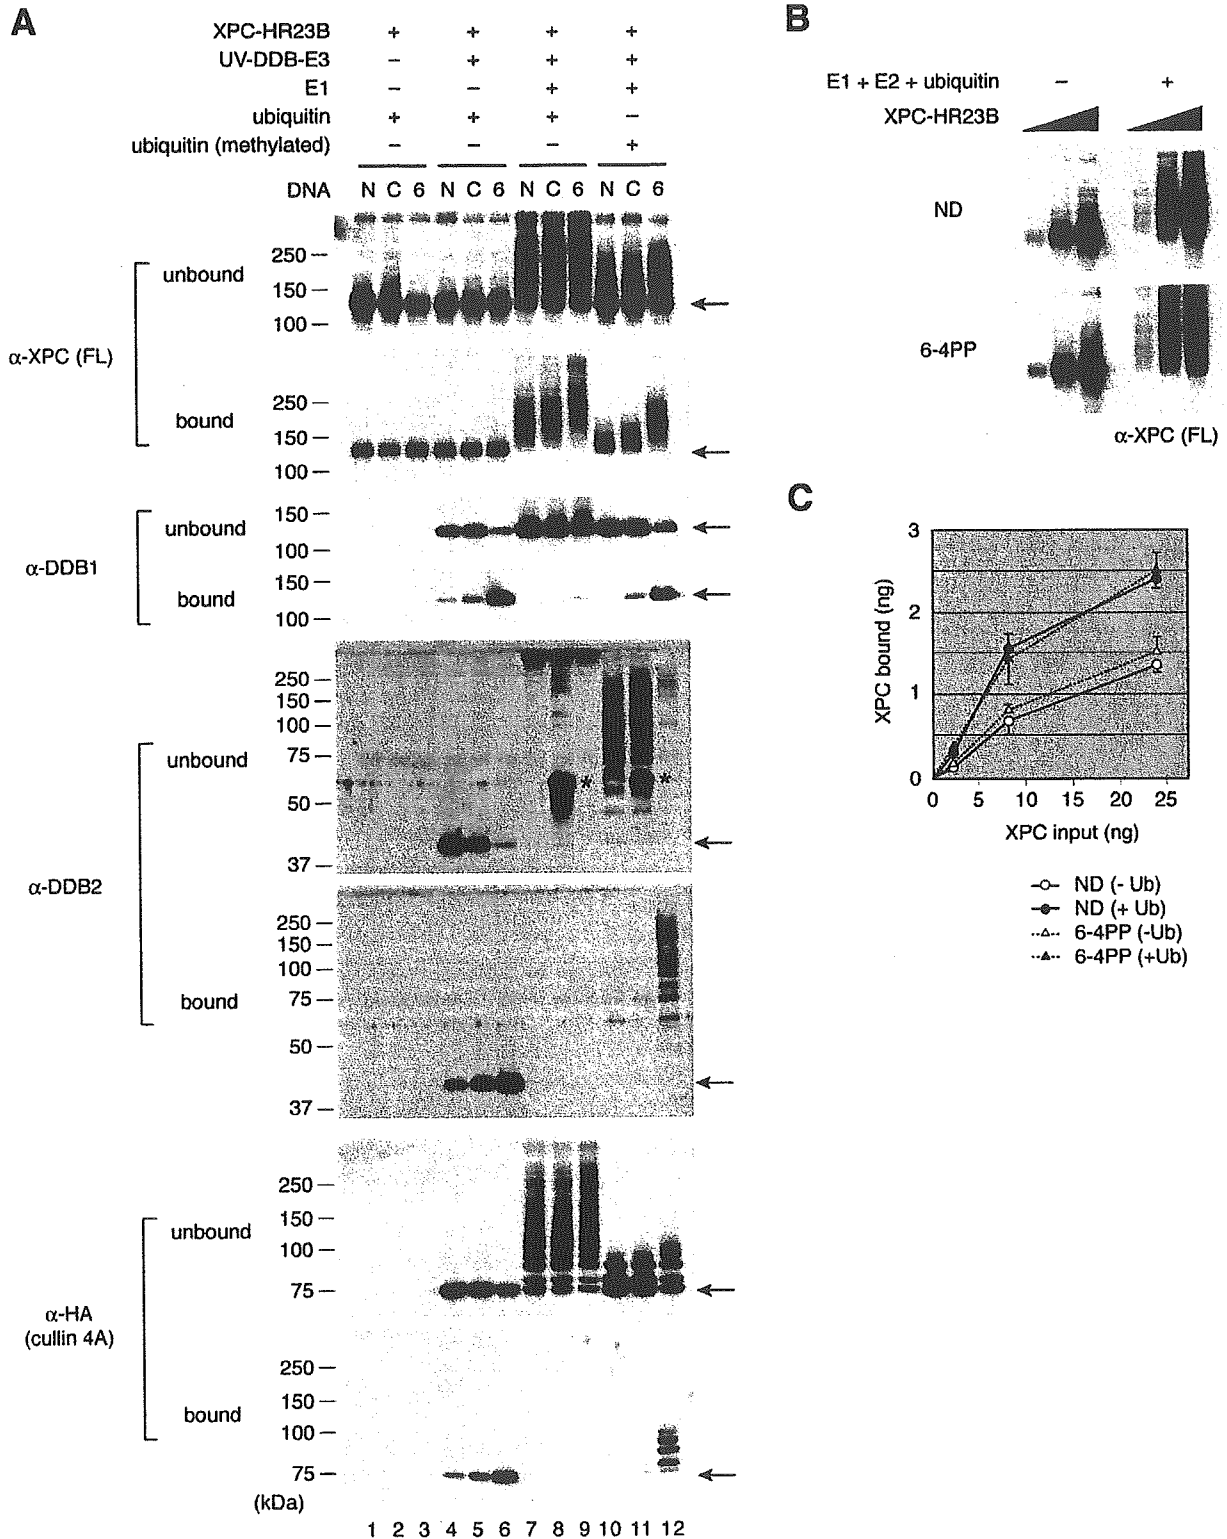 A
XPC-HR23B + + + +
UV-DDB-E3 – + + +
E1 – – + +
ubiquitin + + + –
ubiquitin (methylated) – – – +
DNA N C 6 N C 6 N C 6 N C 6
α-XPC (FL)
unbound
250
150
100
bound
250
150
100
α-DDB1
unbound
150
100
bound
150
100
α-DDB2
unbound
250
150
100
75
50
37
* *
bound
250
150
100
75
50
37
α-HA
(cullin 4A)
unbound
250
150
100
75
bound
250
150
100
75
(kDa)
1 2 3 4 5 6 7 8 9 10 11 12
B
E1 + E2 + ubiquitin – +
XPC-HR23B
ND
6-4PP
α-XPC (FL)
C
XPC bound (ng)
3
2
1
0
0 5 10 15 20 25
XPC input (ng)
ND (- Ub)
ND (+ Ub)
6-4PP (-Ub)
6-4PP (+Ub)